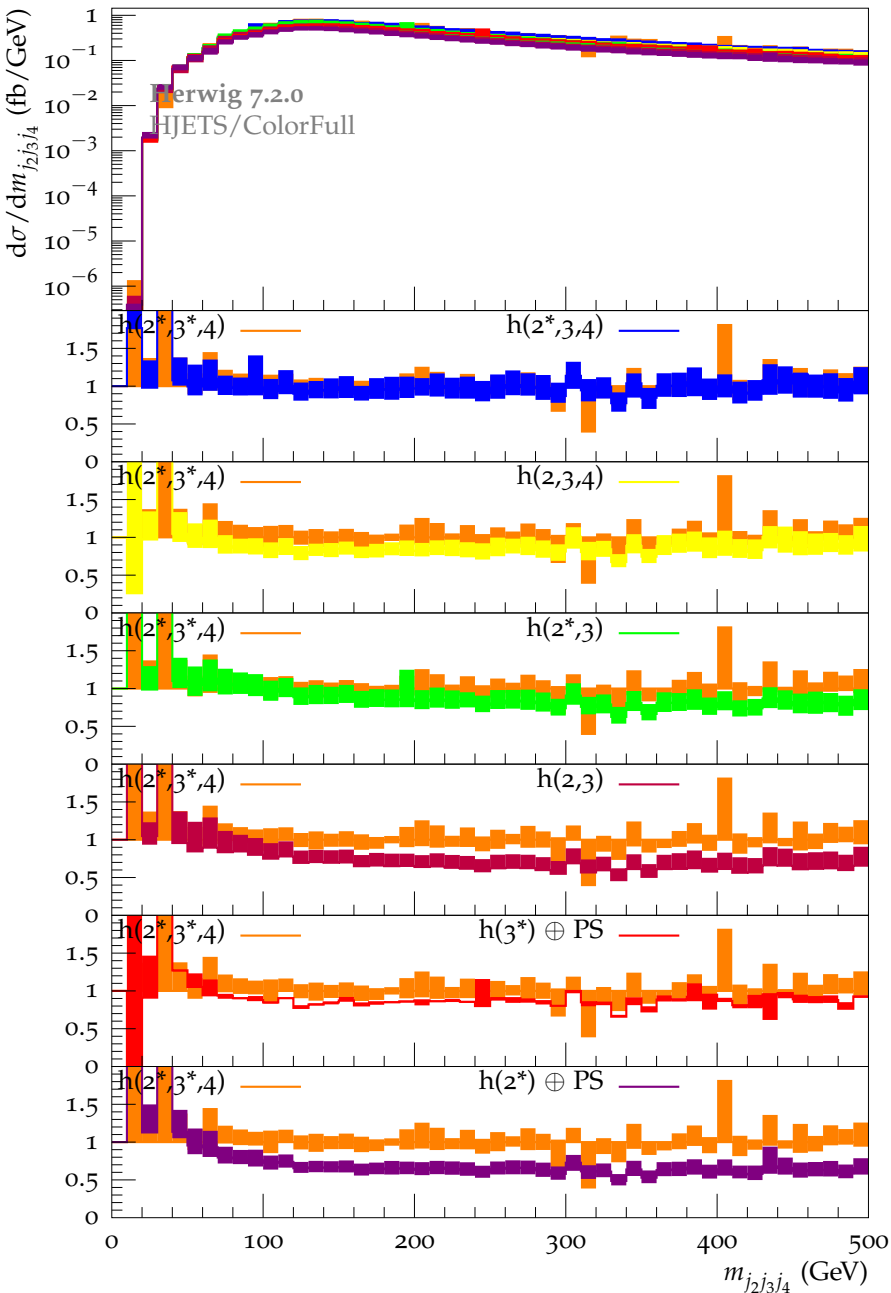 dσ/dm_{j₂j₃j₄} (fb/GeV)
1
10⁻¹
10⁻²
10⁻³
10⁻⁴
10⁻⁵
10⁻⁶
Herwig 7.2.0
HJETS/ColorFull
h(2*,3*,4) h(2*,3,4)
1.5
1
0.5
0
h(2*,3*,4) h(2,3,4)
1.5
1
0.5
0
h(2*,3*,4) h(2*,3)
1.5
1
0.5
0
h(2*,3*,4) h(2,3)
1.5
1
0.5
0
h(2*,3*,4) h(3*) ⊕ PS
1.5
1
0.5
0
h(2*,3*,4) h(2*) ⊕ PS
1.5
1
0.5
0
0 100 200 300 400 500
m_{j₂j₃j₄} (GeV)